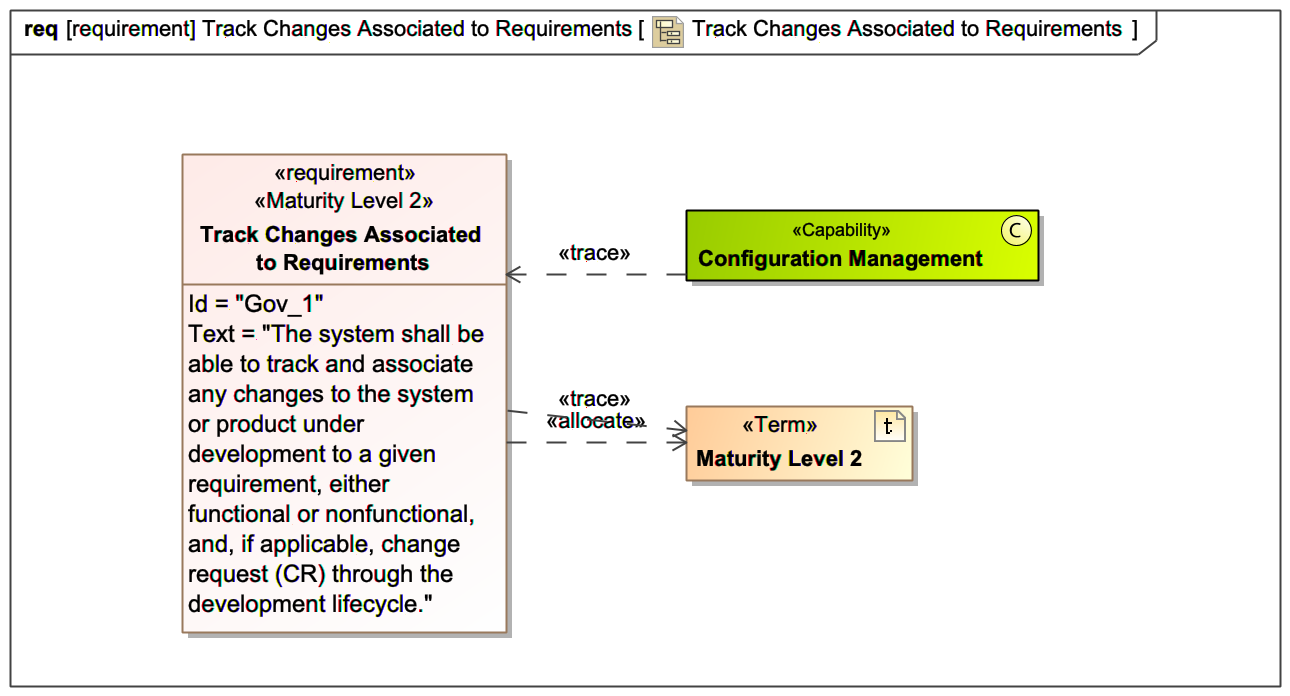 req [requirement] Track Changes Associated to Requirements [ Track Changes Associated to Requirements ]
«requirement»
«Maturity Level 2»
Track Changes Associated
to Requirements
Id = "Gov_1"
Text = "The system shall be
able to track and associate
any changes to the system
or product under
development to a given
requirement, either
functional or nonfunctional,
and, if applicable, change
request (CR) through the
development lifecycle."
«trace»
«Capability»
C
Configuration Management
«trace»
«allocate»
«Term»
t
Maturity Level 2